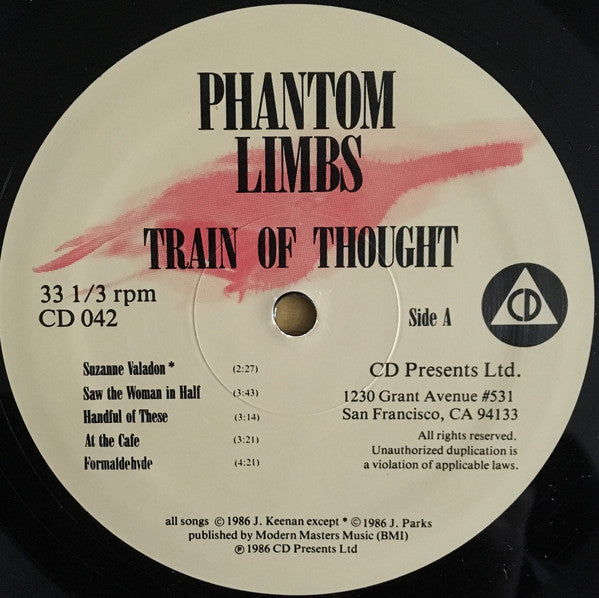 PHANTOM
LIMBS
TRAIN OF THOUGHT
33 1/3 rpm
CD 042
Side A
CD
Suzanne Valadon * (2:27)
Saw the Woman in Half (3:43)
Handful of These (3:14)
At the Cafe (3:21)
Formaldehyde (4:21)
CD Presents Ltd.
1230 Grant Avenue #531
San Francisco, CA 94133
All rights reserved.
Unauthorized duplication is
a violation of applicable laws.
all songs © 1986 J. Keenan except * © 1986 J. Parks
published by Modern Masters Music (BMI)
℗ 1986 CD Presents Ltd